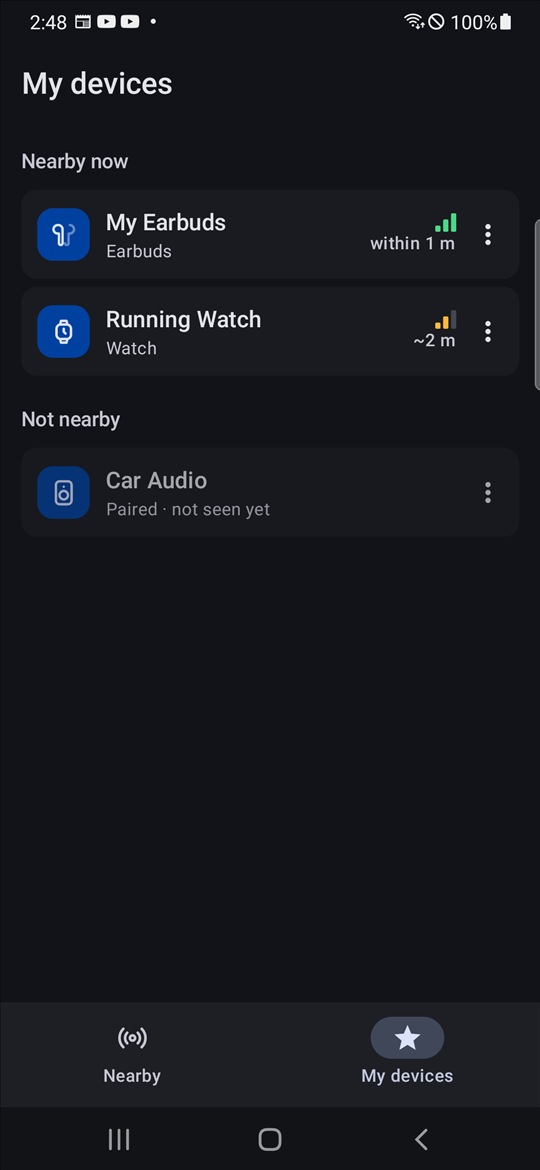 2:48
100%
My devices
Nearby now
My Earbuds
Earbuds
within 1 m
Running Watch
Watch
~2 m
Not nearby
Car Audio
Paired · not seen yet
Nearby
My devices